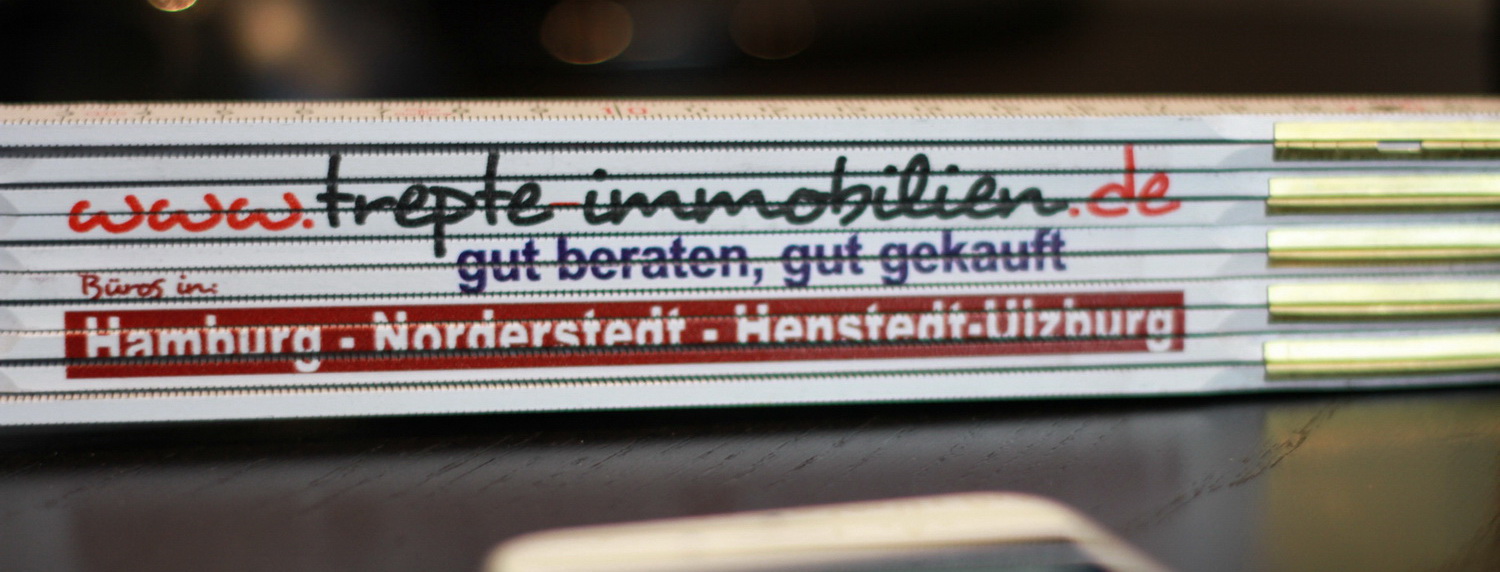 www.trepte-immobilien.de
gut beraten, gut gekauft
Büros in:
Hamburg · Norderstedt · Henstedt-Ulzburg